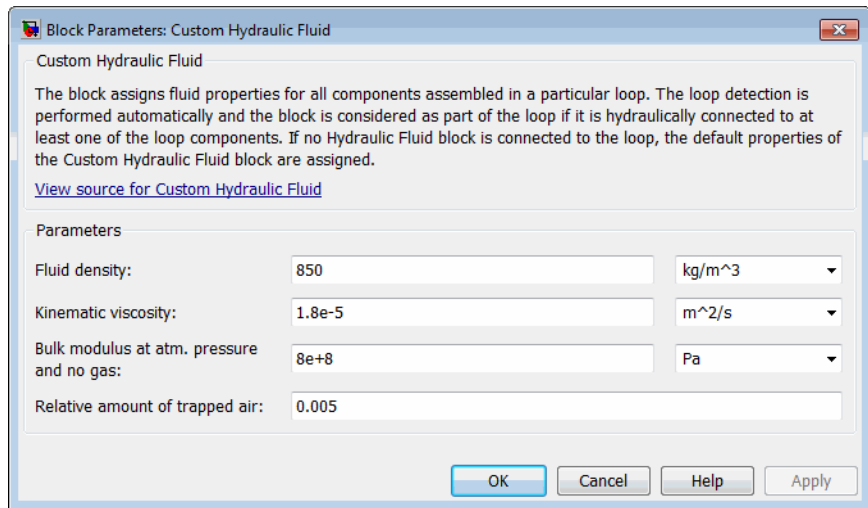 Block Parameters: Custom Hydraulic Fluid
Custom Hydraulic Fluid
The block assigns fluid properties for all components assembled in a particular loop. The loop detection is
performed automatically and the block is considered as part of the loop if it is hydraulically connected to at
least one of the loop components. If no Hydraulic Fluid block is connected to the loop, the default properties of
the Custom Hydraulic Fluid block are assigned.
View source for Custom Hydraulic Fluid
Parameters
Fluid density: 850 kg/m^3
Kinematic viscosity: 1.8e-5 m^2/s
Bulk modulus at atm. pressure
and no gas: 8e+8 Pa
Relative amount of trapped air: 0.005
OK Cancel Help Apply